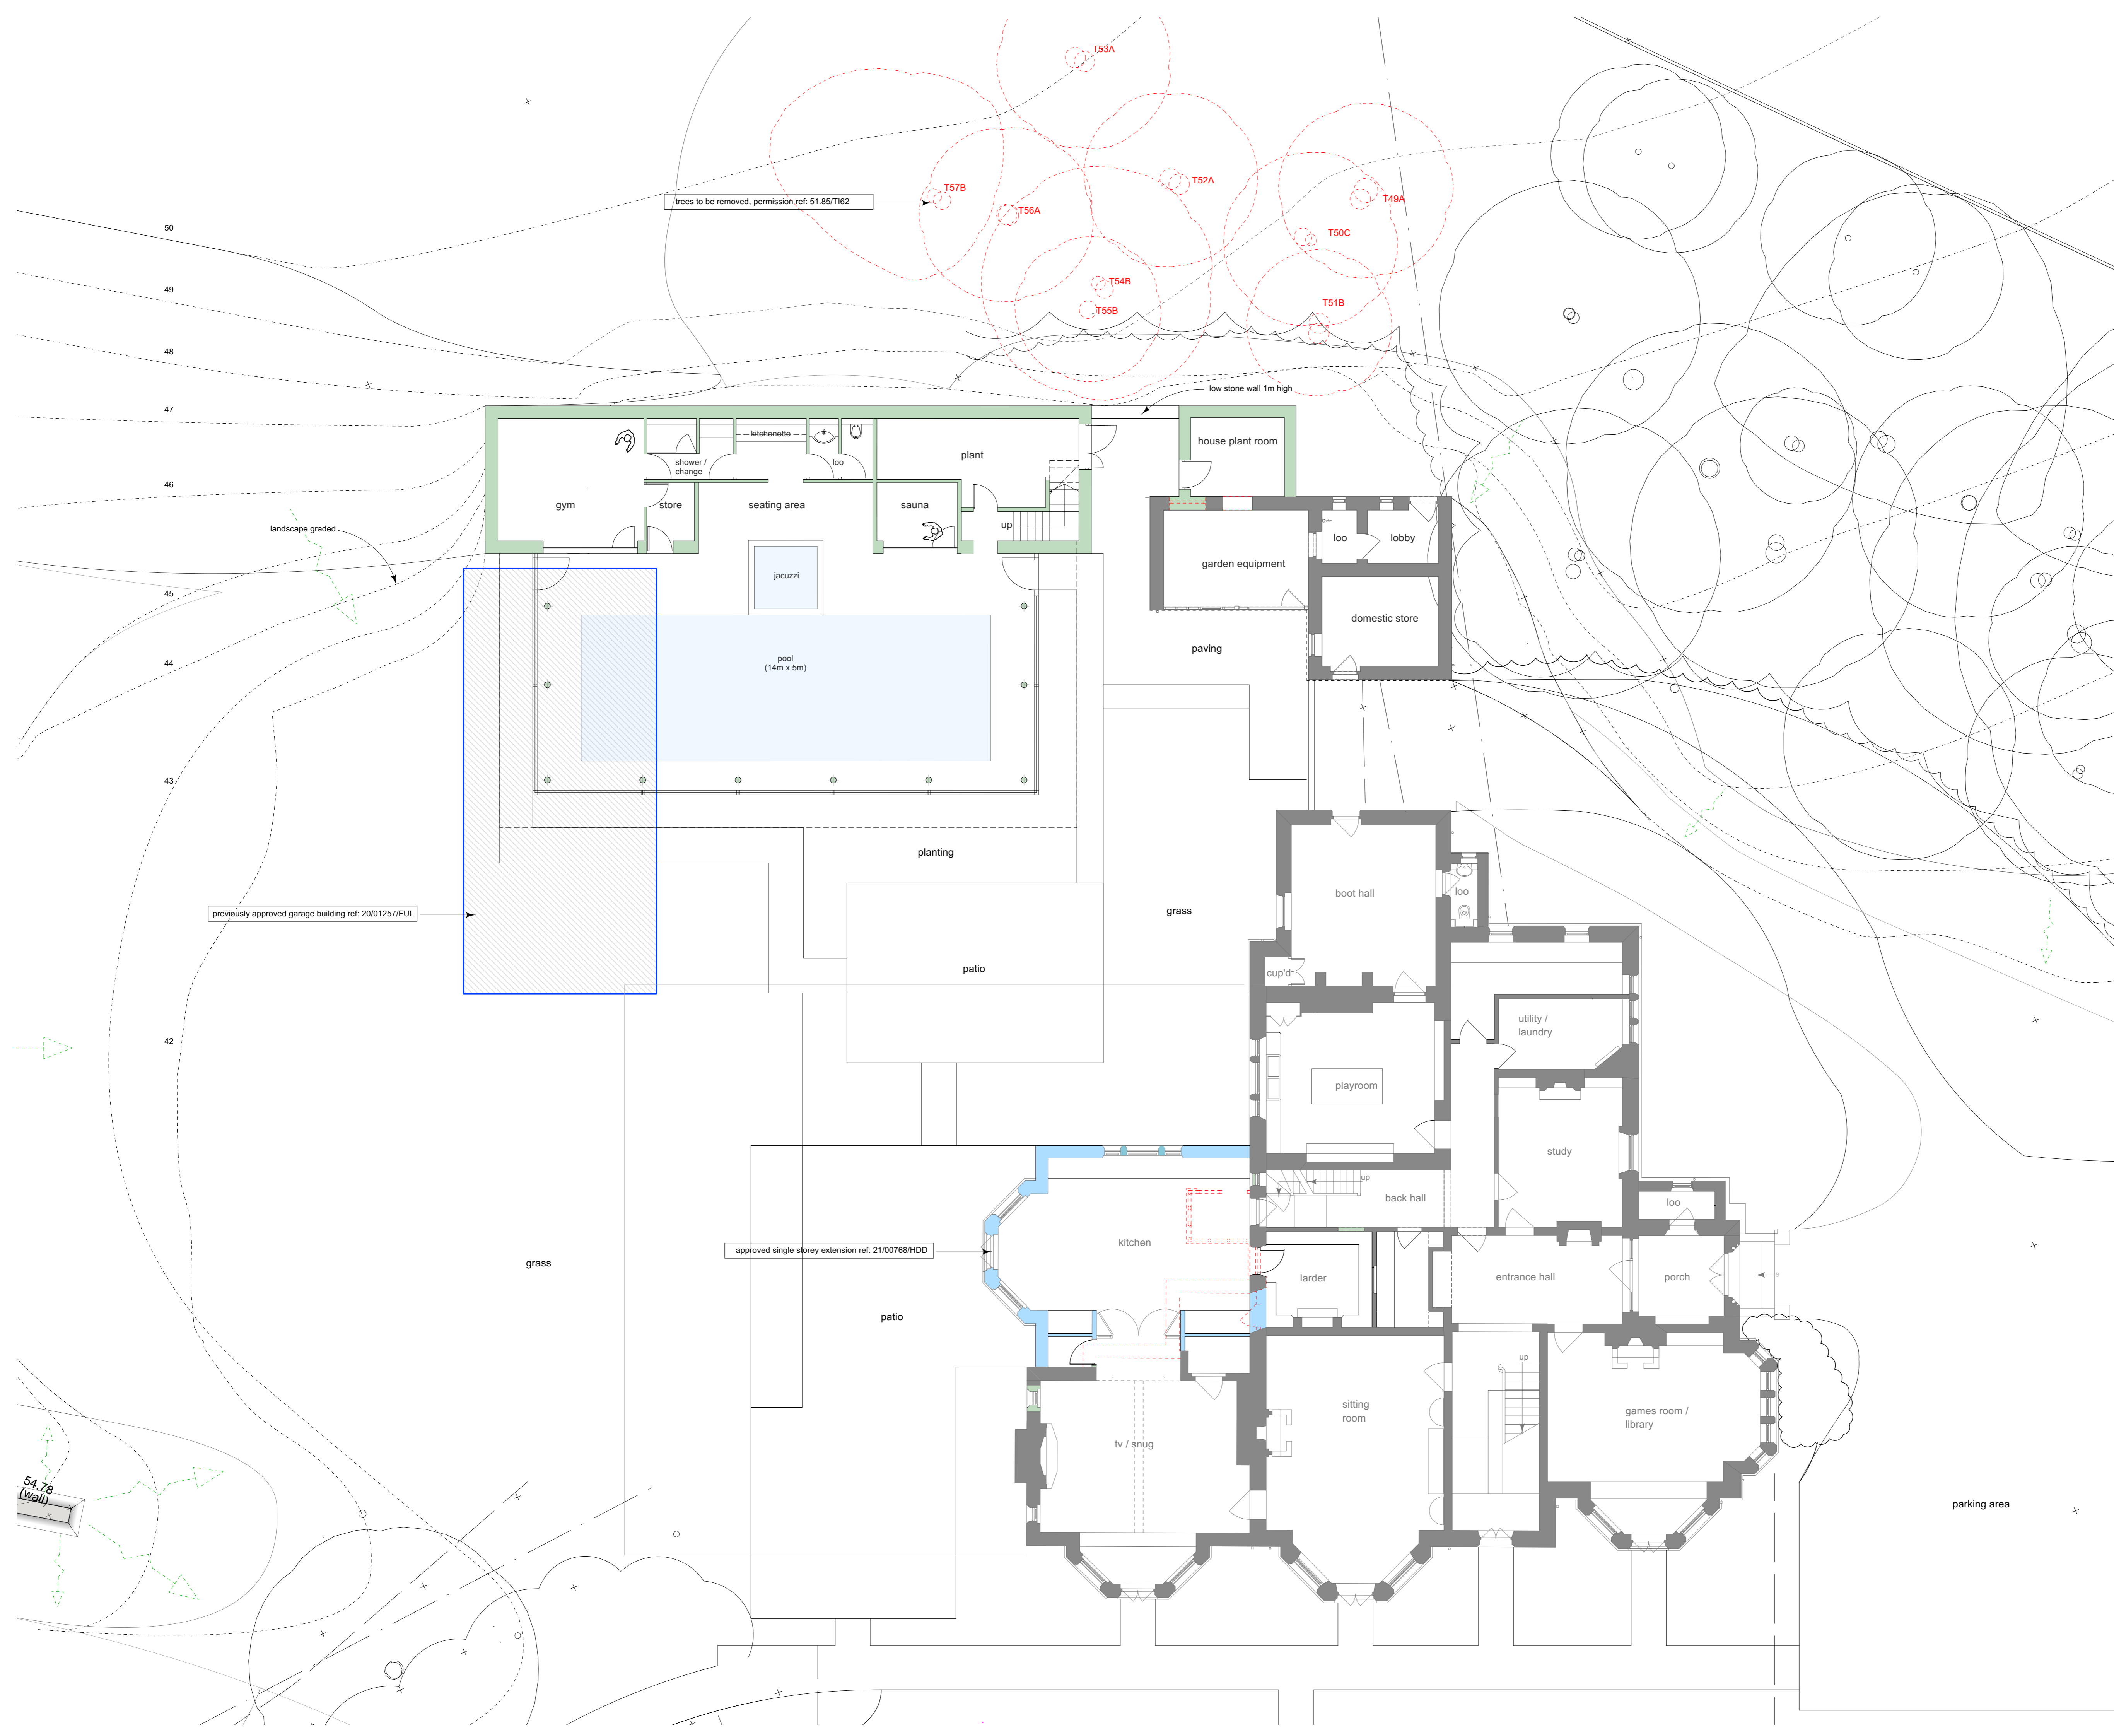 T53A
T57B
T52A
trees to be removed, permission ref: 51.85/TI62
T49A
T56A
50
T50C
T54B
49
T51B
T55B
48
low stone wall 1m high
47
kitchenette
house plant room
plant
shower /
change
loo
46
gym
store
seating area
sauna
up
landscape graded
loo
lobby
garden equipment
jacuzzi
45
domestic store
paving
pool
(14m x 5m)
44
43
planting
boot hall
loo
previously approved garage building ref: 20/01257/FUL
grass
patio
cup'd
utility /
laundry
42
playroom
study
up
back hall
loo
kitchen
approved single storey extension ref: 21/00768/HDD
grass
larder
entrance hall
porch
patio
up
sitting
room
games room /
library
tv / snug
54.78
(wall)
parking area